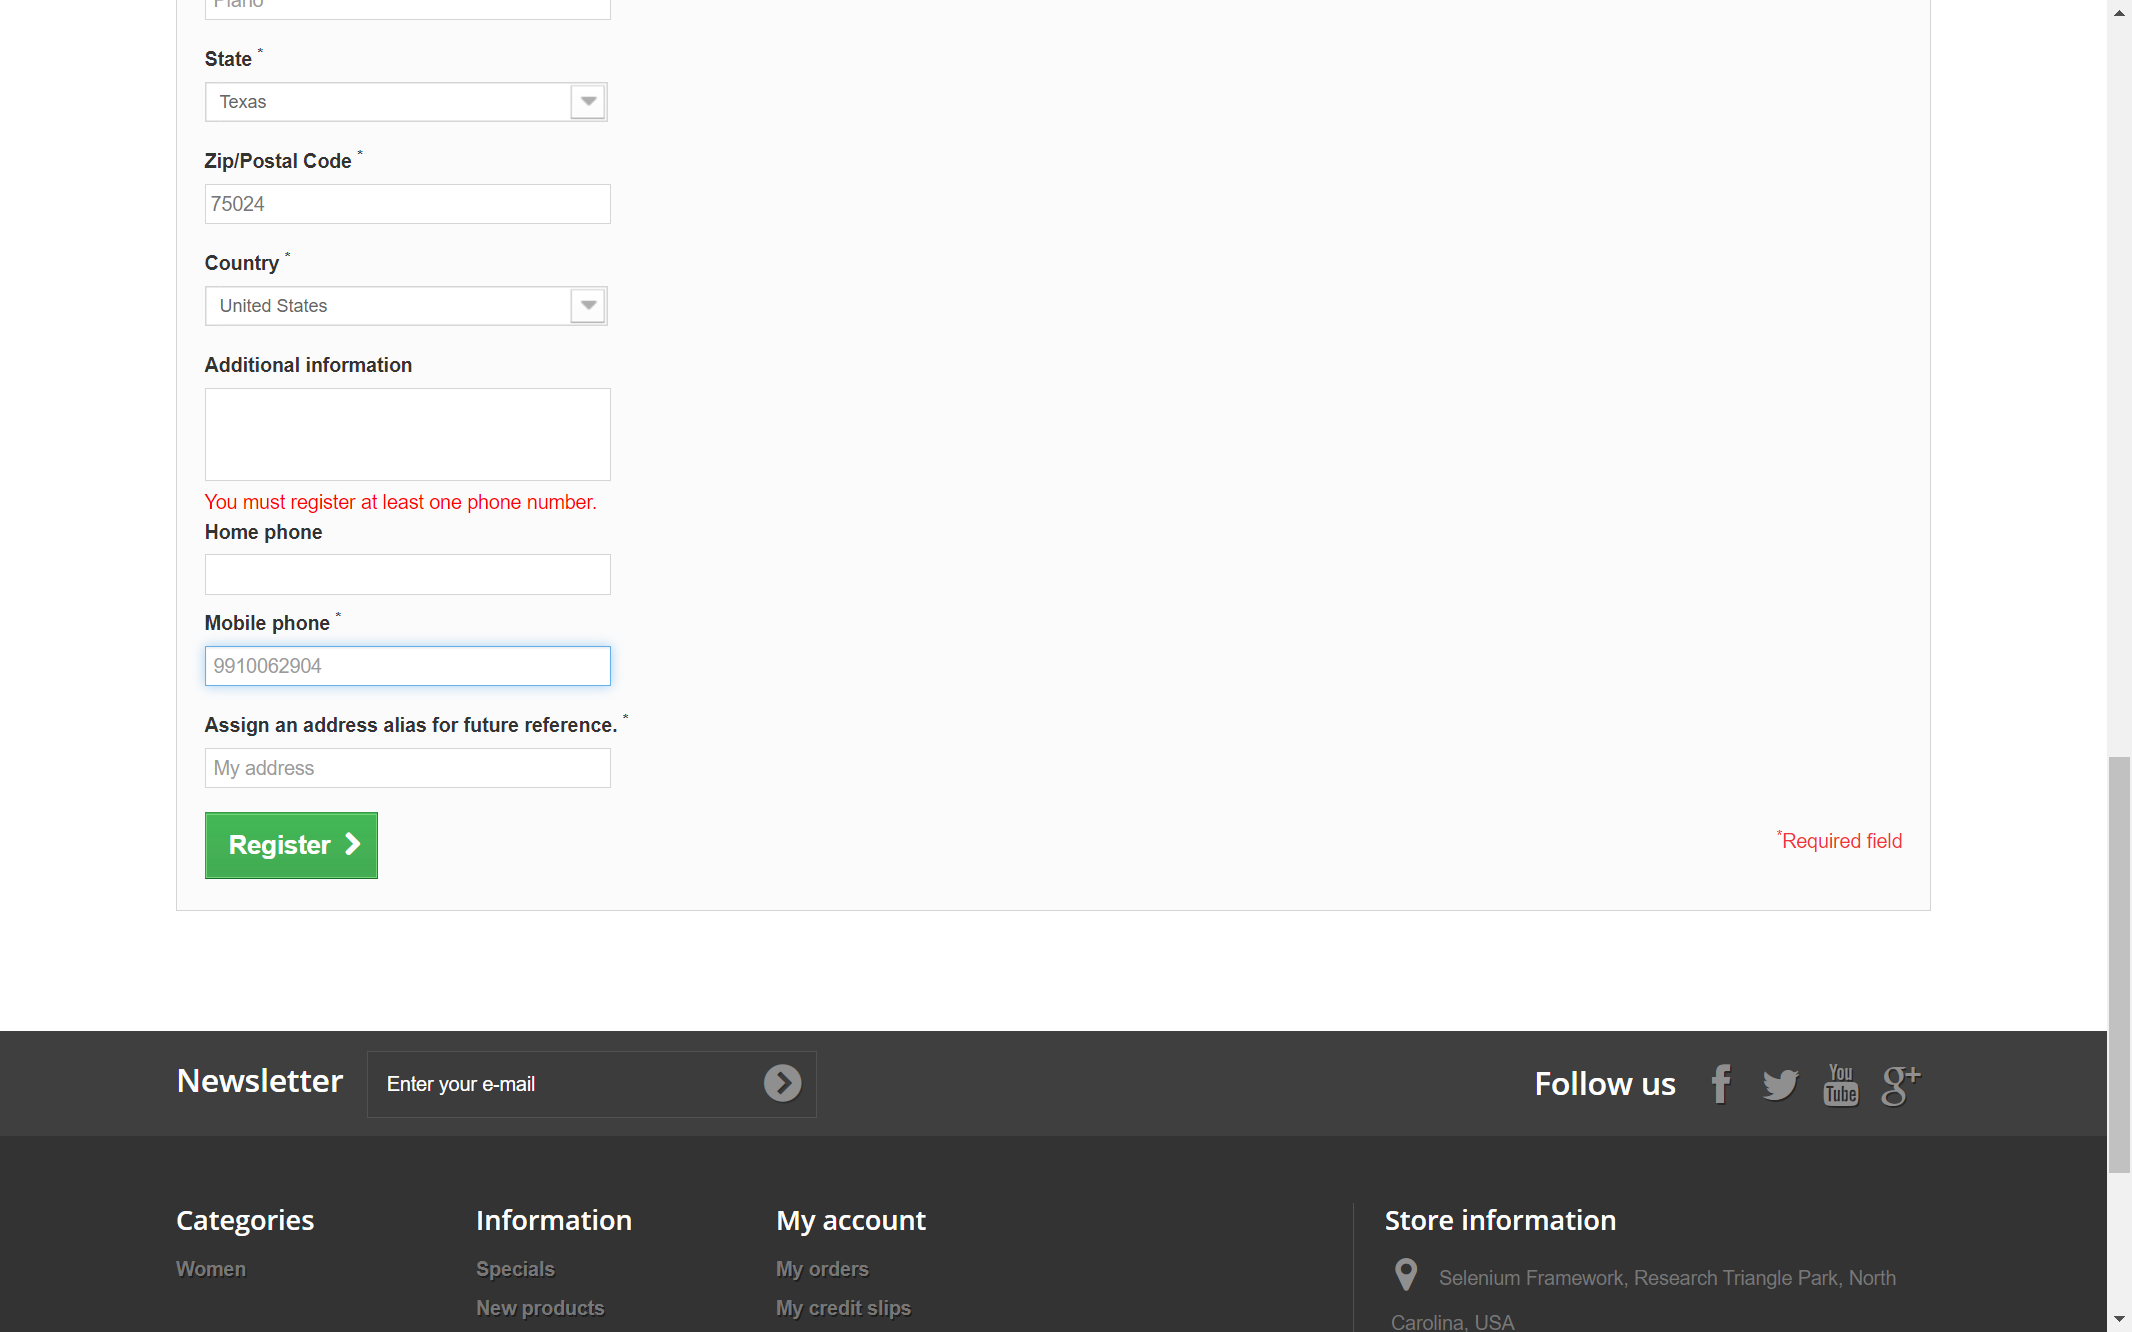 Plano
State *
Texas
Zip/Postal Code *
75024
Country *
United States
Additional information
You must register at least one phone number.
Home phone
Mobile phone *
9910062904
Assign an address alias for future reference. *
My address
Register
*Required field
Newsletter
Enter your e-mail
Follow us
f
You
Tube
g+
Categories
Information
My account
Store information
Women
Specials
My orders
Selenium Framework, Research Triangle Park, North
New products
My credit slips
Carolina, USA